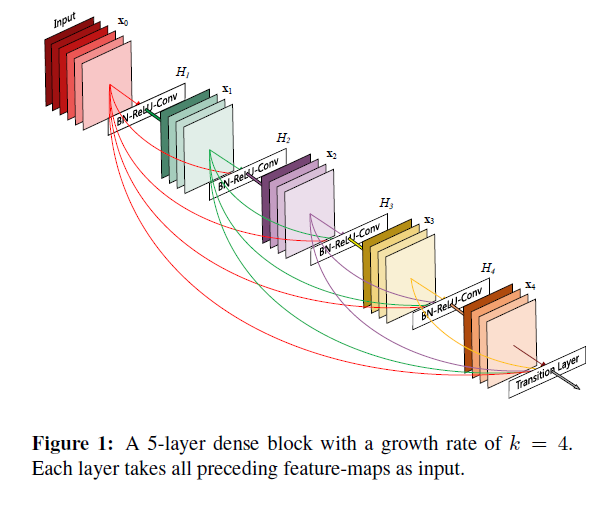 Input
x0
H1
BN-ReLU-Conv
x1
H2
BN-ReLU-Conv
x2
H3
BN-ReLU-Conv
x3
H4
BN-ReLU-Conv
x4
Transition Layer
Figure 1: A 5-layer dense block with a growth rate of k = 4.
Each layer takes all preceding feature-maps as input.